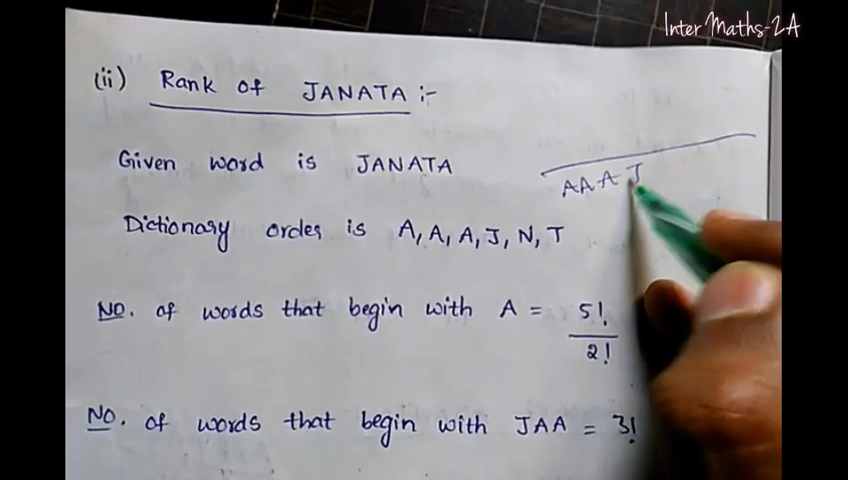 Inter Maths-2A
(ii) Rank of JANATA :-
Given word is JANATA
AAAJ
Dictionary order is A, A, A, J, N, T
NO. of words that begin with A = 5!/2!
NO. of words that begin with JAA = 3!